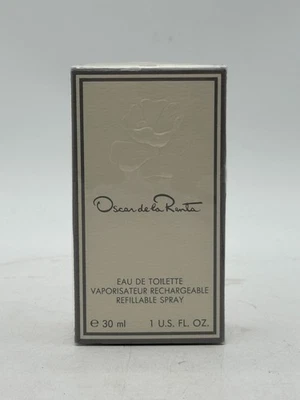 Oscar de la Renta
EAU DE TOILETTE
VAPORISATEUR RECHARGEABLE
REFILLABLE SPRAY
℮ 30 ml 1 U.S. FL. OZ.